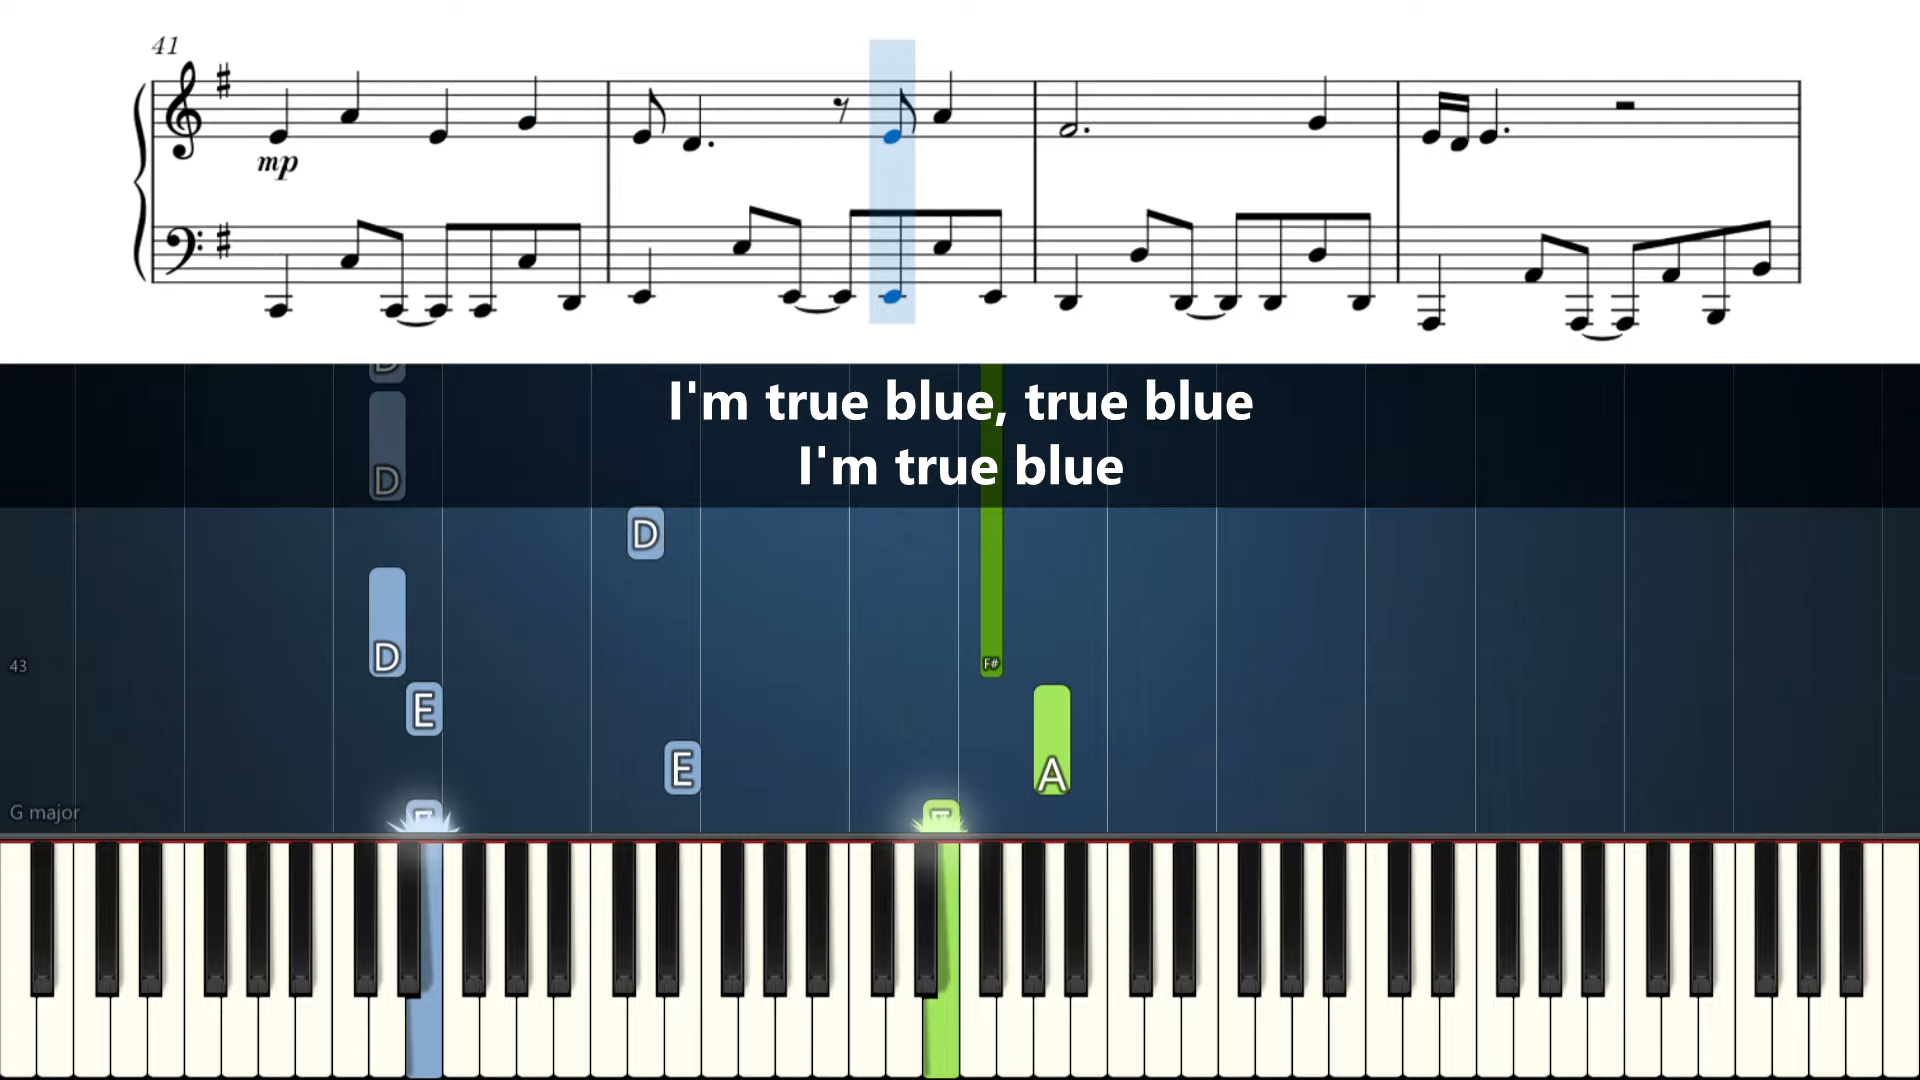 41
mp
I'm true blue, true blue
I'm true blue
D
D
D
43
D
F#
E
E
A
G major